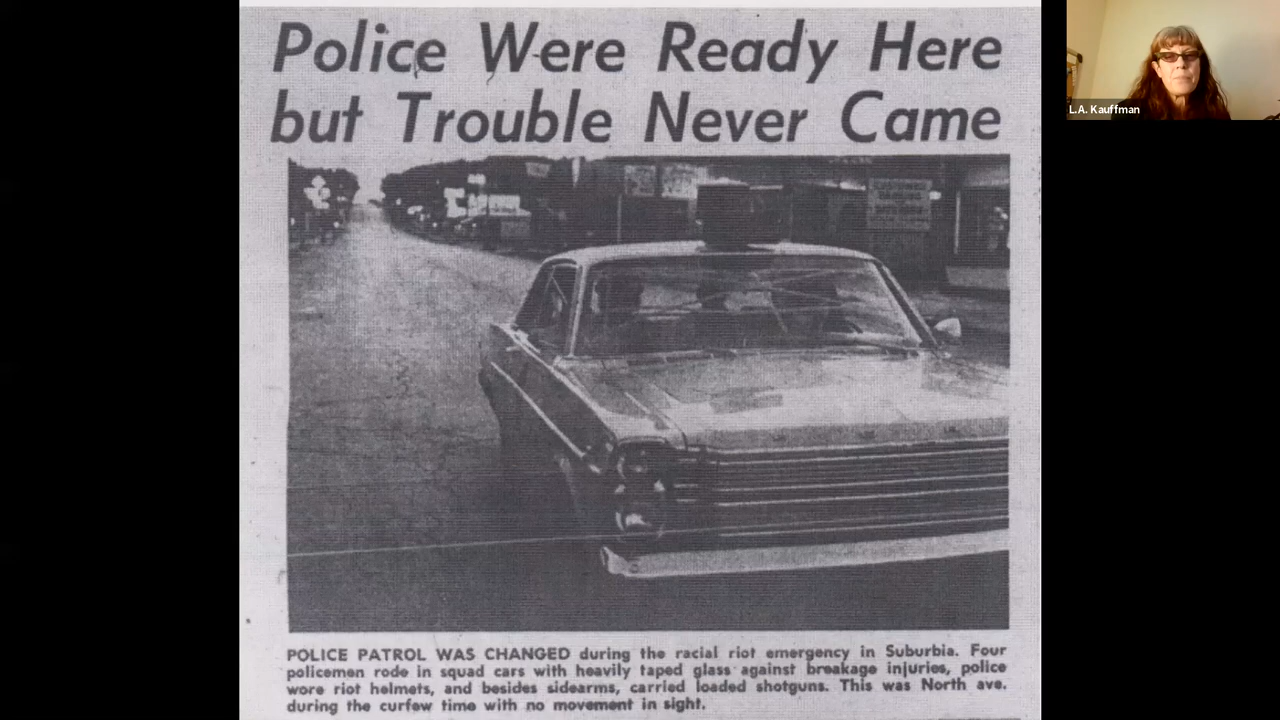 Police Were Ready Here
but Trouble Never Came
L.A. Kauffman
POLICE PATROL WAS CHANGED during the racial riot emergency in Suburbia. Four
policemen rode in squad cars with heavily taped glass against breakage injuries, police
wore riot helmets, and besides sidearms, carried loaded shotguns. This was North ave.
during the curfew time with no movement in sight.